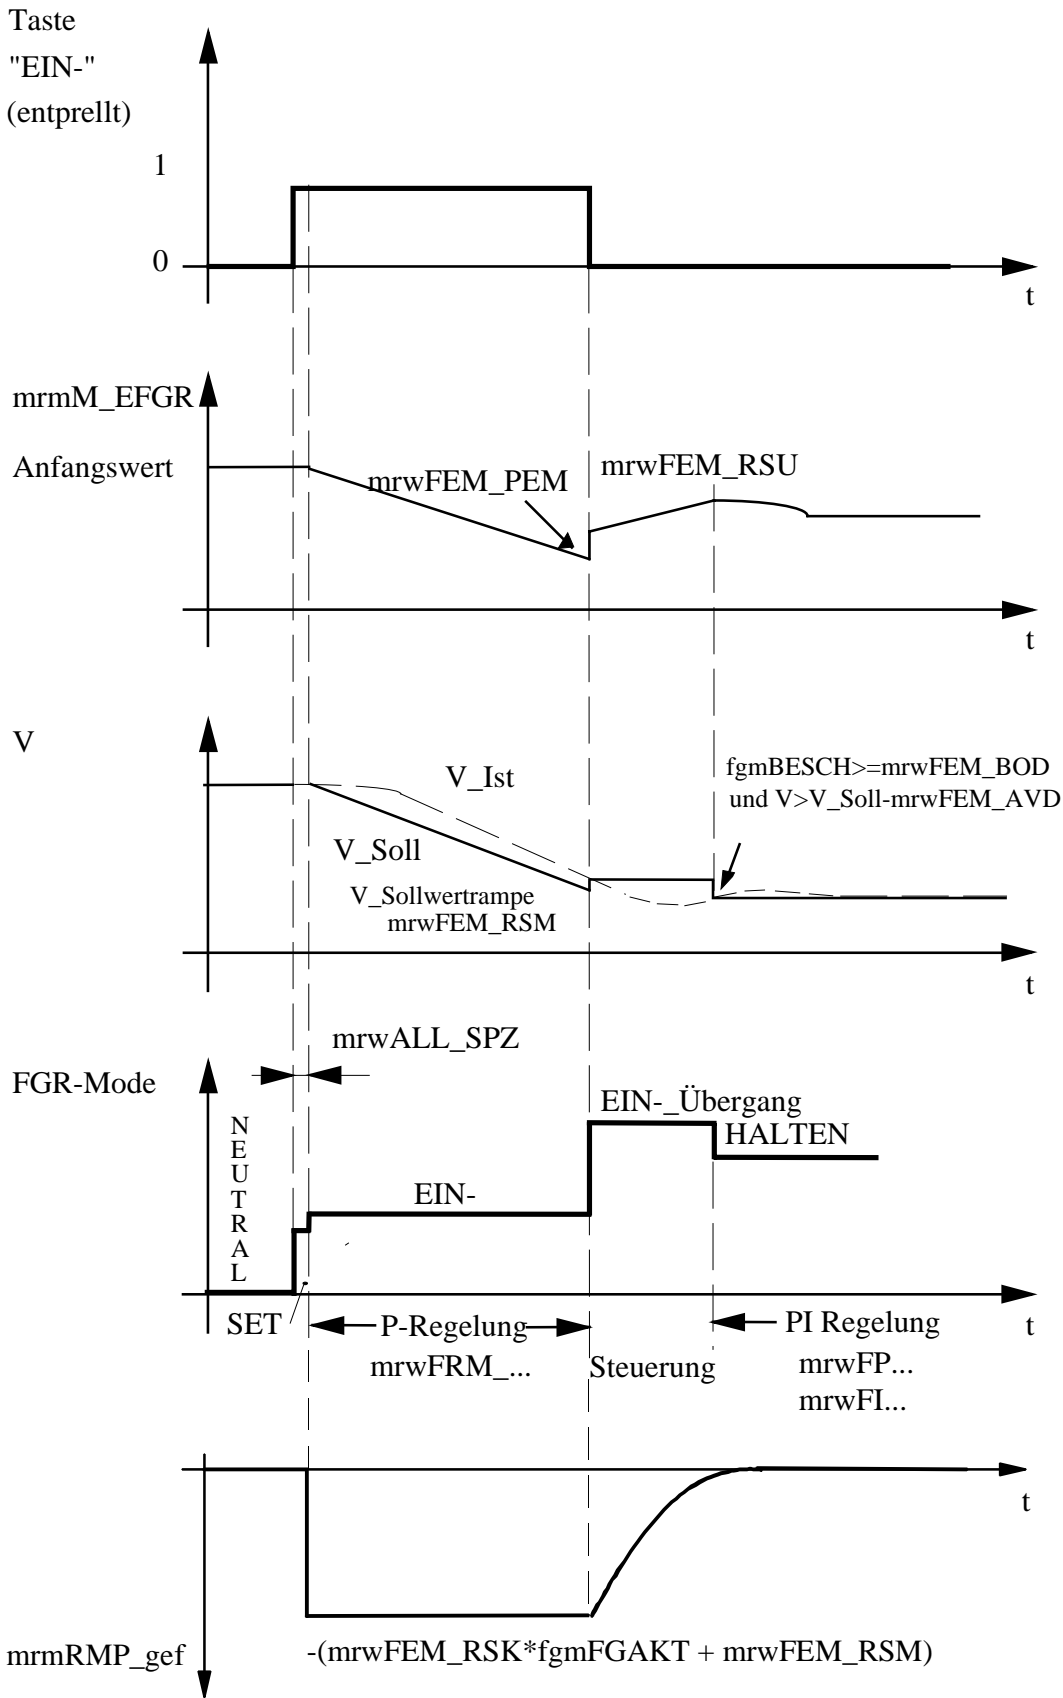 Taste
"EIN-"
(entprellt)
1
0
t
mrmM_EFGR
Anfangswert
mrwFEM_PEM
mrwFEM_RSU
t
V
V_Ist
fgmBESCH>=mrwFEM_BOD
und V>V_Soll-mrwFEM_AVD
V_Soll
V_Sollwertrampe
mrwFEM_RSM
t
mrwALL_SPZ
FGR-Mode
NEUTRAL
EIN-_Übergang
HALTEN
EIN-
SET
P-Regelung
PI Regelung
t
mrwFRM_...
Steuerung
mrwFP...
mrwFI...
t
mrmRMP_gef
-(mrwFEM_RSK*fgmFGAKT + mrwFEM_RSM)